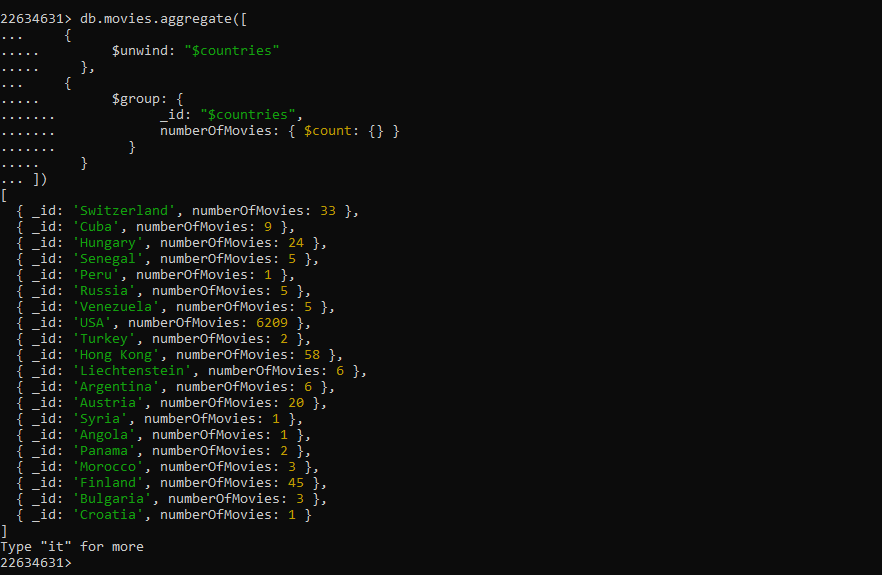 22634631> db.movies.aggregate([
...     {
.....         $unwind: "$countries"
.....     },
...     {
.....         $group: {
.......             _id: "$countries",
.......             numberOfMovies: { $count: {} }
.......         }
.....     }
... ])
[
  { _id: 'Switzerland', numberOfMovies: 33 },
  { _id: 'Cuba', numberOfMovies: 9 },
  { _id: 'Hungary', numberOfMovies: 24 },
  { _id: 'Senegal', numberOfMovies: 5 },
  { _id: 'Peru', numberOfMovies: 1 },
  { _id: 'Russia', numberOfMovies: 5 },
  { _id: 'Venezuela', numberOfMovies: 5 },
  { _id: 'USA', numberOfMovies: 6209 },
  { _id: 'Turkey', numberOfMovies: 2 },
  { _id: 'Hong Kong', numberOfMovies: 58 },
  { _id: 'Liechtenstein', numberOfMovies: 6 },
  { _id: 'Argentina', numberOfMovies: 6 },
  { _id: 'Austria', numberOfMovies: 20 },
  { _id: 'Syria', numberOfMovies: 1 },
  { _id: 'Angola', numberOfMovies: 1 },
  { _id: 'Panama', numberOfMovies: 2 },
  { _id: 'Morocco', numberOfMovies: 3 },
  { _id: 'Finland', numberOfMovies: 45 },
  { _id: 'Bulgaria', numberOfMovies: 3 },
  { _id: 'Croatia', numberOfMovies: 1 }
]
Type "it" for more
22634631>